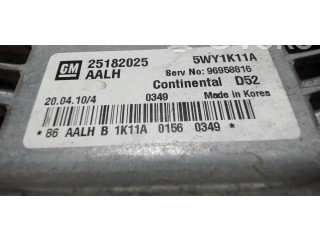 GM 25182025 5WY1K11A
AALH Serv No: 96958816
Continental D52
20.04.10/4 0349 Made in Korea
* 86 AALH B 1K11A 0156 0349 *